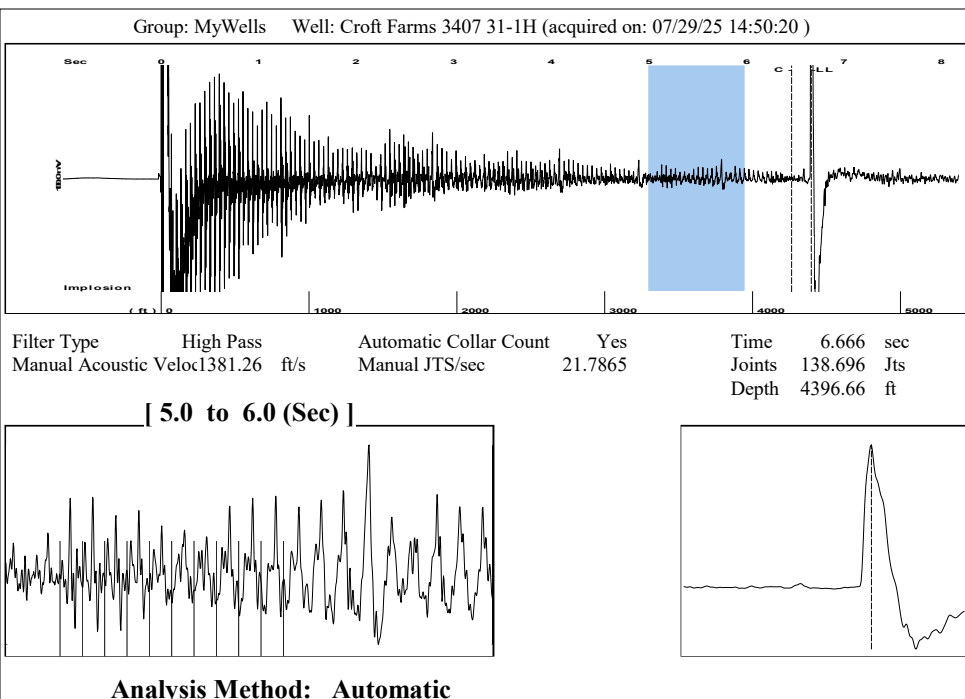 Group: MyWells Well: Croft Farms 3407 31-1H (acquired on: 07/29/25 14:50:20 )
Sec 0 1 2 3 4 5 6 7 8
C - LL
Implosion
( ft ) 0 1000 2000 3000 4000 5000
Filter Type High Pass Automatic Collar Count Yes Time 6.666 sec
Manual Acoustic Veloc1381.26 ft/s Manual JTS/sec 21.7865 Joints 138.696 Jts
Depth 4396.66 ft
[ 5.0 to 6.0 (Sec) ]
Analysis Method: Automatic